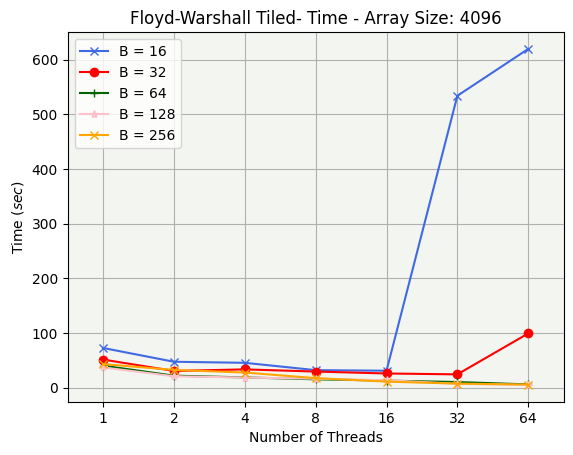 Floyd-Warshall Tiled- Time - Array Size: 4096
B = 16
B = 32
B = 64
B = 128
B = 256
600
500
400
300
200
100
0
Time (sec)
1 2 4 8 16 32 64
Number of Threads